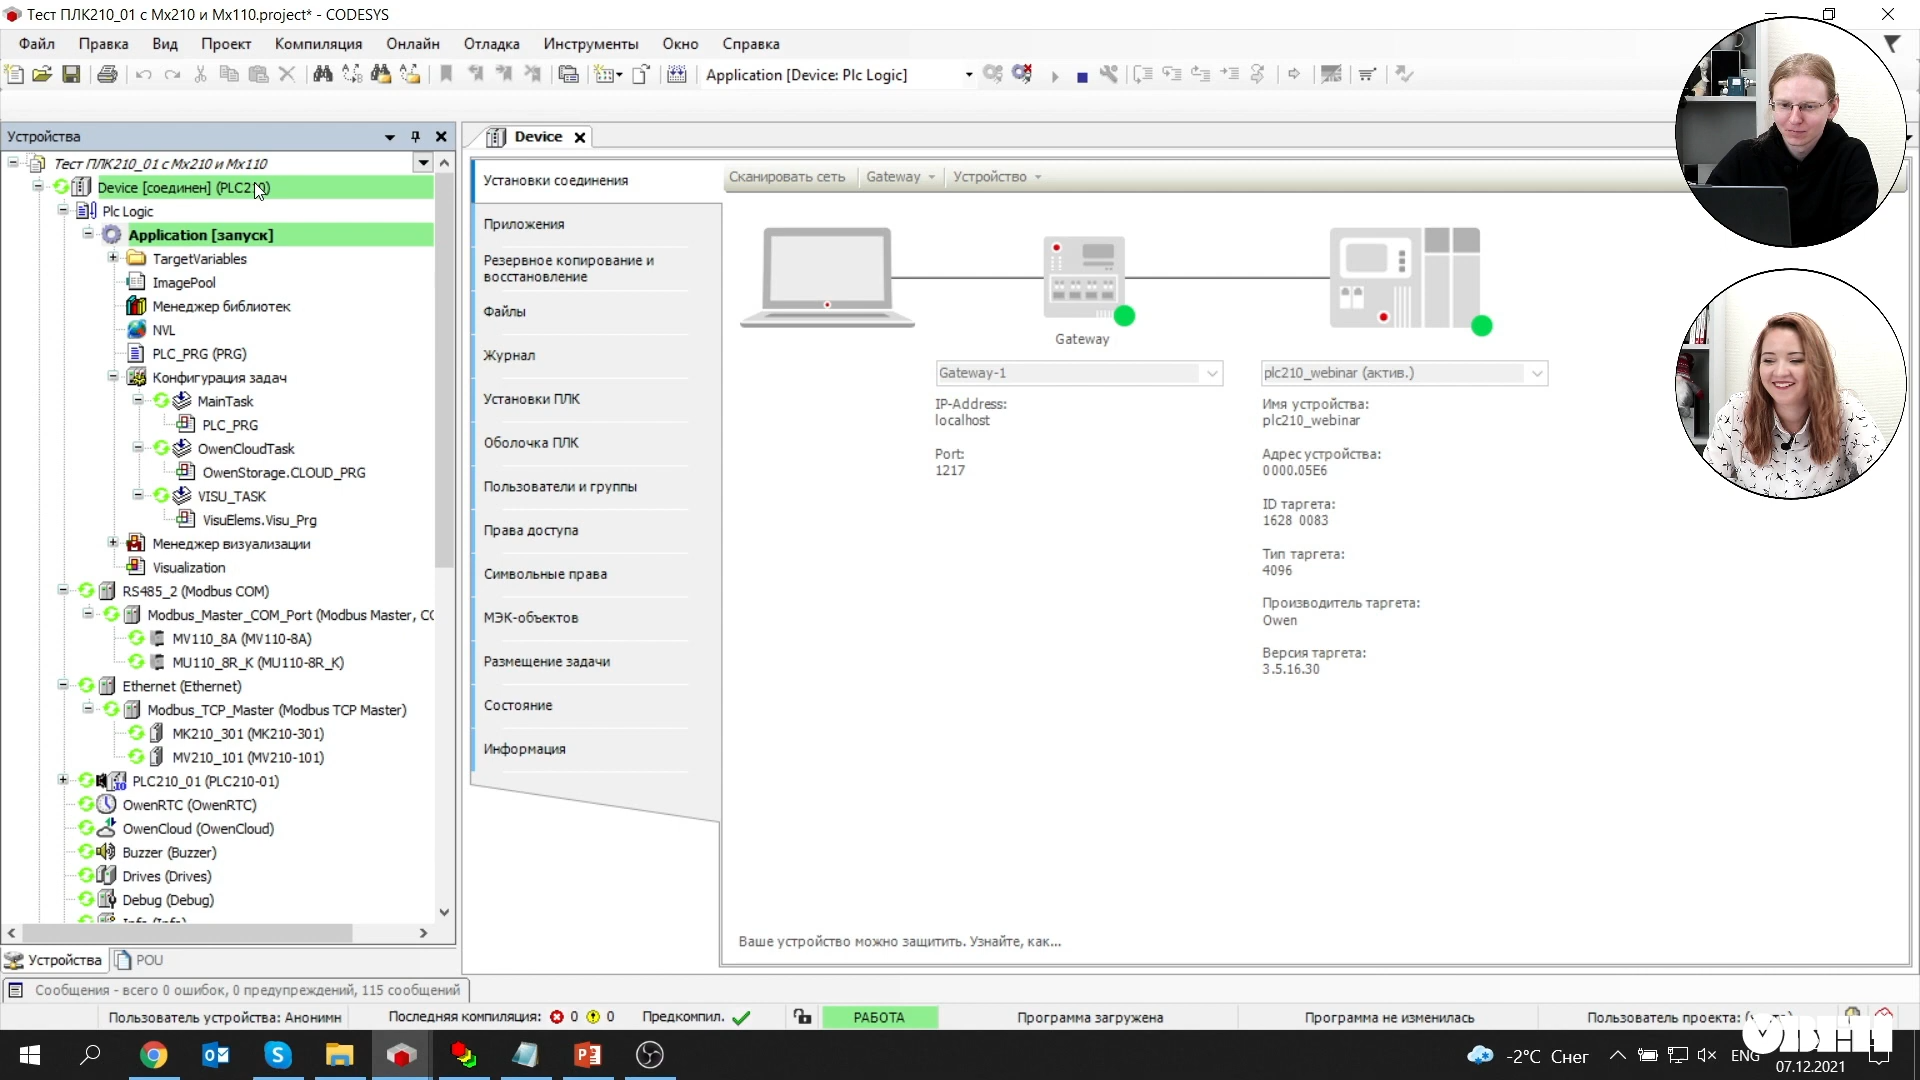 Тест ПЛК210_01 с Мх210 и Мх110.project* - CODESYS
Файл Правка Вид Проект Компиляция Онлайн Отладка Инструменты Окно Справка
Application [Device: Plc Logic]
Устройства
Тест ПЛК210_01 с Мх210 и Мх110
Device [соединен] (PLC210)
Plc Logic
Application [запуск]
TargetVariables
ImagePool
Менеджер библиотек
NVL
PLC_PRG (PRG)
Конфигурация задач
MainTask
PLC_PRG
OwenCloudTask
OwenStorage.CLOUD_PRG
VISU_TASK
VisuElems.Visu_Prg
Менеджер визуализации
Visualization
RS485_2 (Modbus COM)
Modbus_Master_COM_Port (Modbus Master, CO
MV110_8A (MV110-8A)
MU110_8R_K (MU110-8R_K)
Ethernet (Ethernet)
Modbus_TCP_Master (Modbus TCP Master)
MK210_301 (MK210-301)
MV210_101 (MV210-101)
PLC210_01 (PLC210-01)
OwenRTC (OwenRTC)
OwenCloud (OwenCloud)
Buzzer (Buzzer)
Drives (Drives)
Debug (Debug)
Info (Info)
Устройства POU
Device
Установки соединения
Приложения
Резервное копирование и
восстановление
Файлы
Журнал
Установки ПЛК
Оболочка ПЛК
Пользователи и группы
Права доступа
Символьные права
МЭК-объектов
Размещение задачи
Состояние
Информация
Сканировать сеть Gateway Устройство
Gateway
Gateway-1
IP-Address:
localhost
Port:
1217
plc210_webinar (актив.)
Имя устройства:
plc210_webinar
Адрес устройства:
0000.05E6
ID таргета:
1628 0083
Тип таргета:
4096
Производитель таргета:
Owen
Версия таргета:
3.5.16.30
Ваше устройство можно защитить. Узнайте, как...
Сообщения - всего 0 ошибок, 0 предупреждений, 115 сообщений
Пользователь устройства: Анонимн Последняя компиляция: 0 0 Предкомпил. РАБОТА Программа загружена Программа не изменилась Пользователь проекта:
-2°C Снег ENG
07.12.2021
ОВЕН